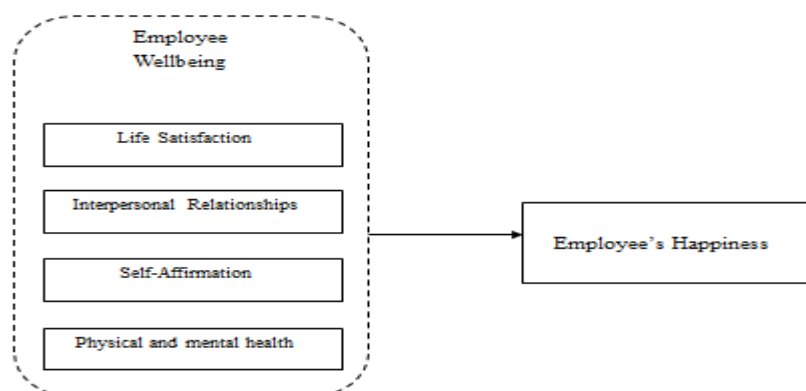 Employee
Wellbeing
Life Satisfaction
Interpersonal Relationships
Self-Affirmation
Physical and mental health
Employee's Happiness